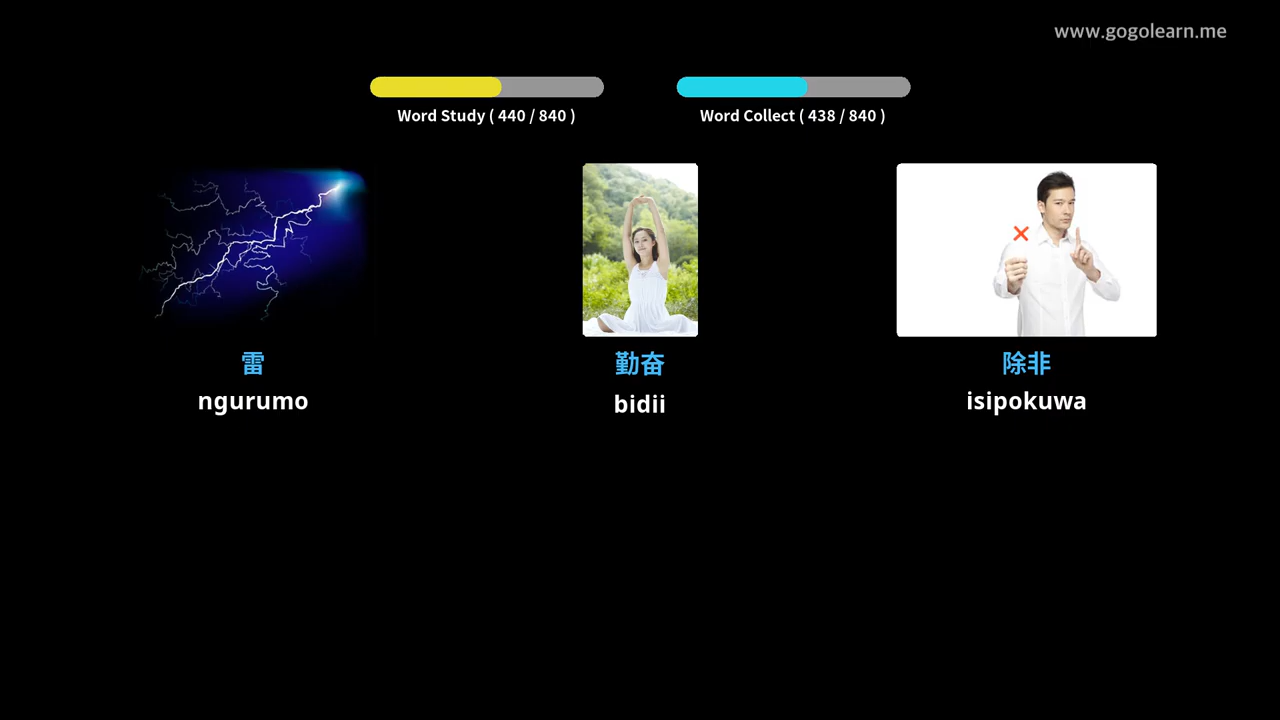 www.gogolearn.me
Word Study ( 440 / 840 )
Word Collect ( 438 / 840 )
雷
ngurumo
勤奋
bidii
除非
isipokuwa